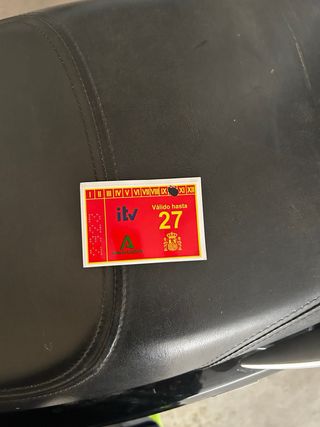 I II III IV V VI VII VIII IX XI XII
itv
Válido hasta
27